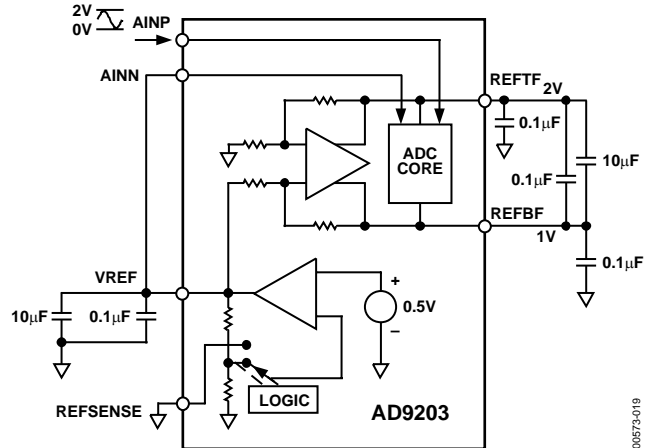 2V
0V
AINP
AINN
REFTF
2V
0.1μF
ADC
CORE
0.1μF
10μF
REFBF
1V
0.1μF
VREF
10μF
0.1μF
+
0.5V
–
REFSENSE
LOGIC
AD9203
00573-019